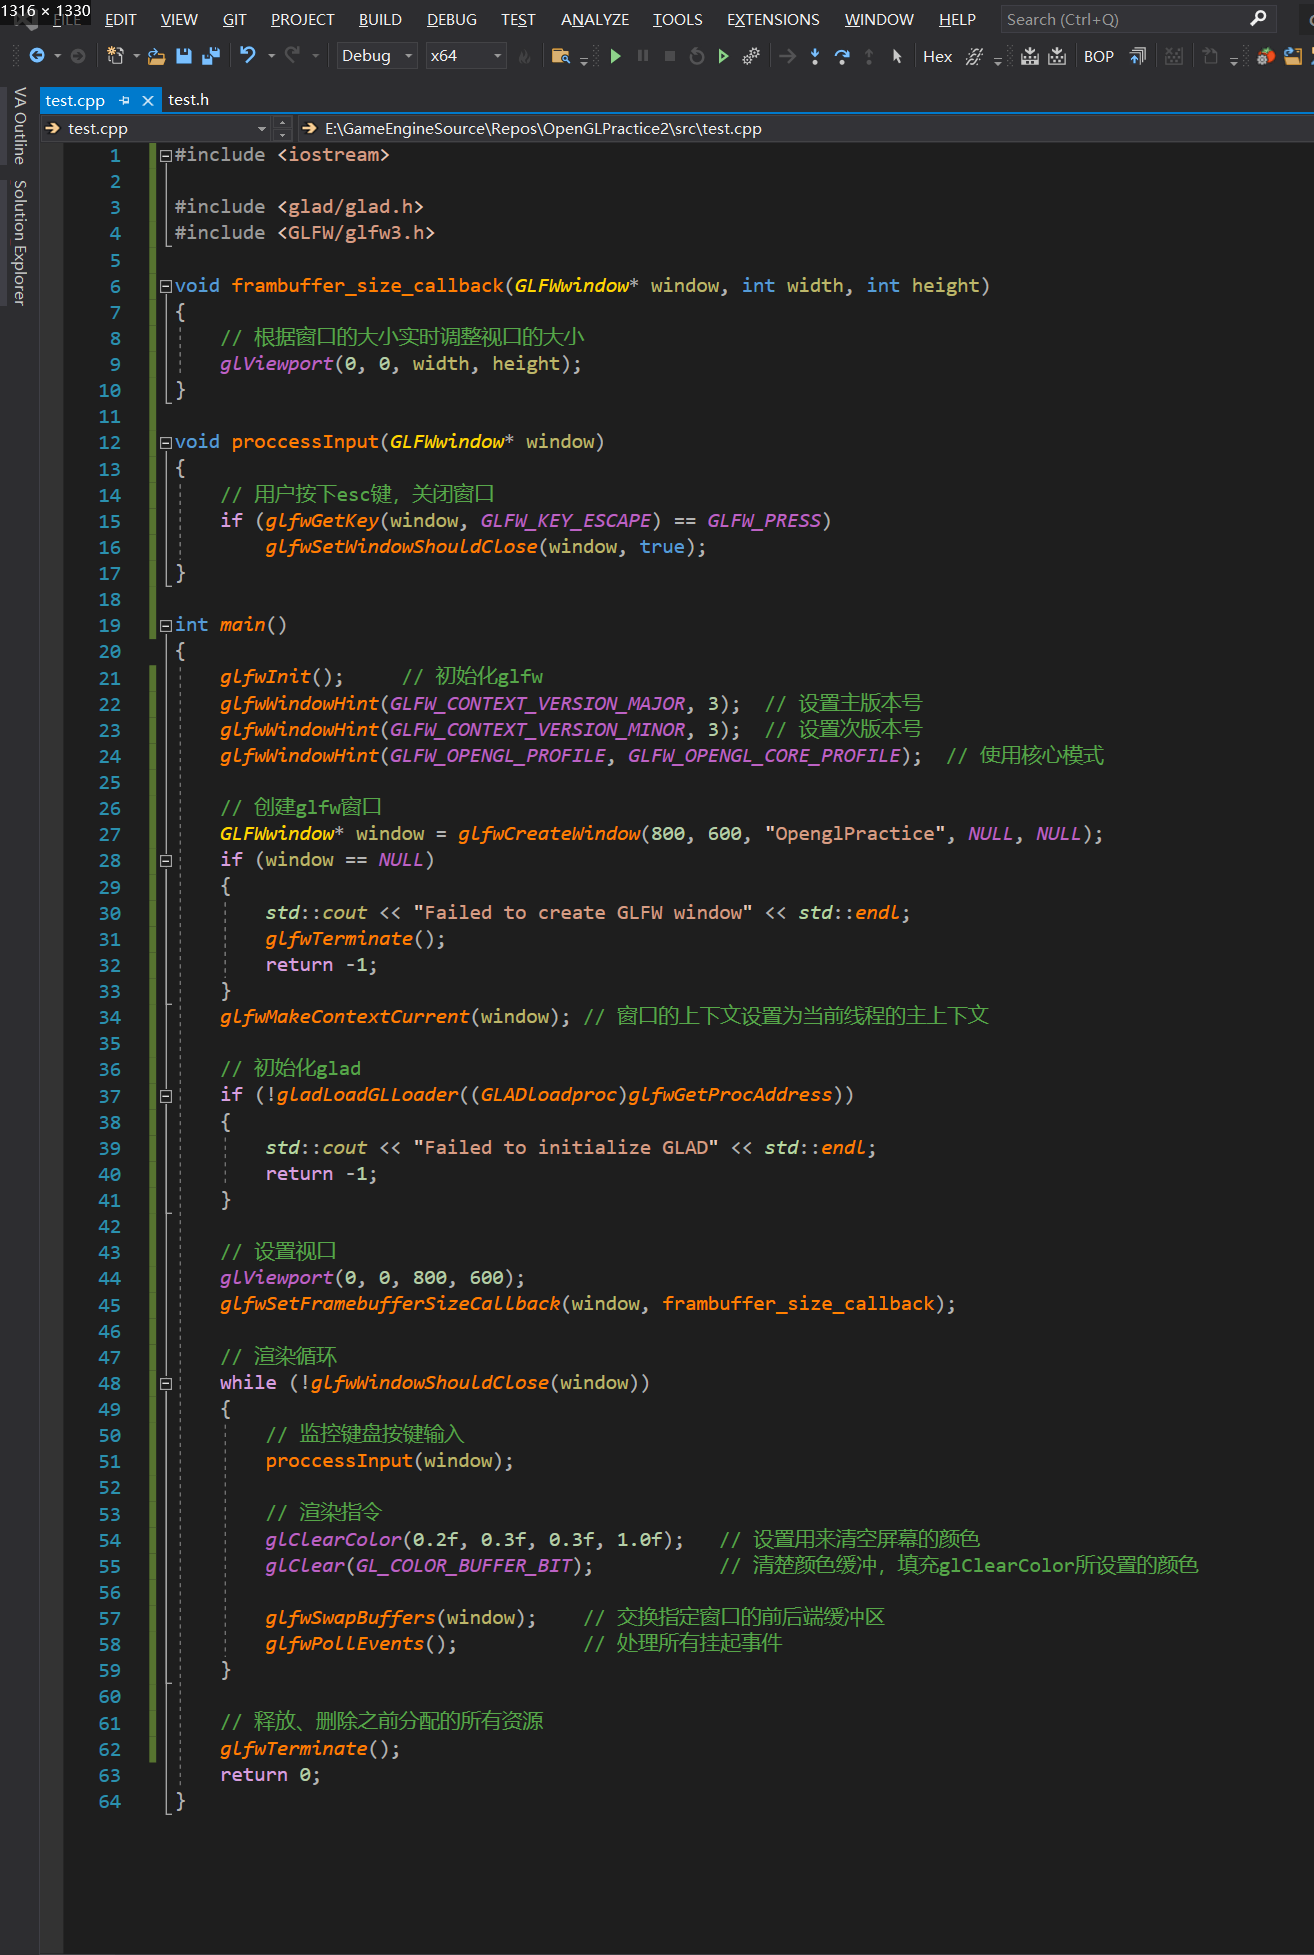 1316 × 1330
FILE EDIT VIEW GIT PROJECT BUILD DEBUG TEST ANALYZE TOOLS EXTENSIONS WINDOW HELP Search (Ctrl+Q)
Debug x64 Hex BOP
VA Outline
Solution Explorer
test.cpp test.h
test.cpp E:\GameEngineSource\Repos\OpenGLPractice2\src\test.cpp
1 #include <iostream>
2
3 #include <glad/glad.h>
4 #include <GLFW/glfw3.h>
5
6 void frambuffer_size_callback(GLFWwindow* window, int width, int height)
7 {
8 // 根据窗口的大小实时调整视口的大小
9 glViewport(0, 0, width, height);
10 }
11
12 void proccessInput(GLFWwindow* window)
13 {
14 // 用户按下esc键，关闭窗口
15 if (glfwGetKey(window, GLFW_KEY_ESCAPE) == GLFW_PRESS)
16 glfwSetWindowShouldClose(window, true);
17 }
18
19 int main()
20 {
21 glfwInit(); // 初始化glfw
22 glfwWindowHint(GLFW_CONTEXT_VERSION_MAJOR, 3); // 设置主版本号
23 glfwWindowHint(GLFW_CONTEXT_VERSION_MINOR, 3); // 设置次版本号
24 glfwWindowHint(GLFW_OPENGL_PROFILE, GLFW_OPENGL_CORE_PROFILE); // 使用核心模式
25
26 // 创建glfw窗口
27 GLFWwindow* window = glfwCreateWindow(800, 600, "OpenglPractice", NULL, NULL);
28 if (window == NULL)
29 {
30 std::cout << "Failed to create GLFW window" << std::endl;
31 glfwTerminate();
32 return -1;
33 }
34 glfwMakeContextCurrent(window); // 窗口的上下文设置为当前线程的主上下文
35
36 // 初始化glad
37 if (!gladLoadGLLoader((GLADloadproc)glfwGetProcAddress))
38 {
39 std::cout << "Failed to initialize GLAD" << std::endl;
40 return -1;
41 }
42
43 // 设置视口
44 glViewport(0, 0, 800, 600);
45 glfwSetFramebufferSizeCallback(window, frambuffer_size_callback);
46
47 // 渲染循环
48 while (!glfwWindowShouldClose(window))
49 {
50 // 监控键盘按键输入
51 proccessInput(window);
52
53 // 渲染指令
54 glClearColor(0.2f, 0.3f, 0.3f, 1.0f); // 设置用来清空屏幕的颜色
55 glClear(GL_COLOR_BUFFER_BIT); // 清楚颜色缓冲，填充glClearColor所设置的颜色
56
57 glfwSwapBuffers(window); // 交换指定窗口的前后端缓冲区
58 glfwPollEvents(); // 处理所有挂起事件
59 }
60
61 // 释放、删除之前分配的所有资源
62 glfwTerminate();
63 return 0;
64 }